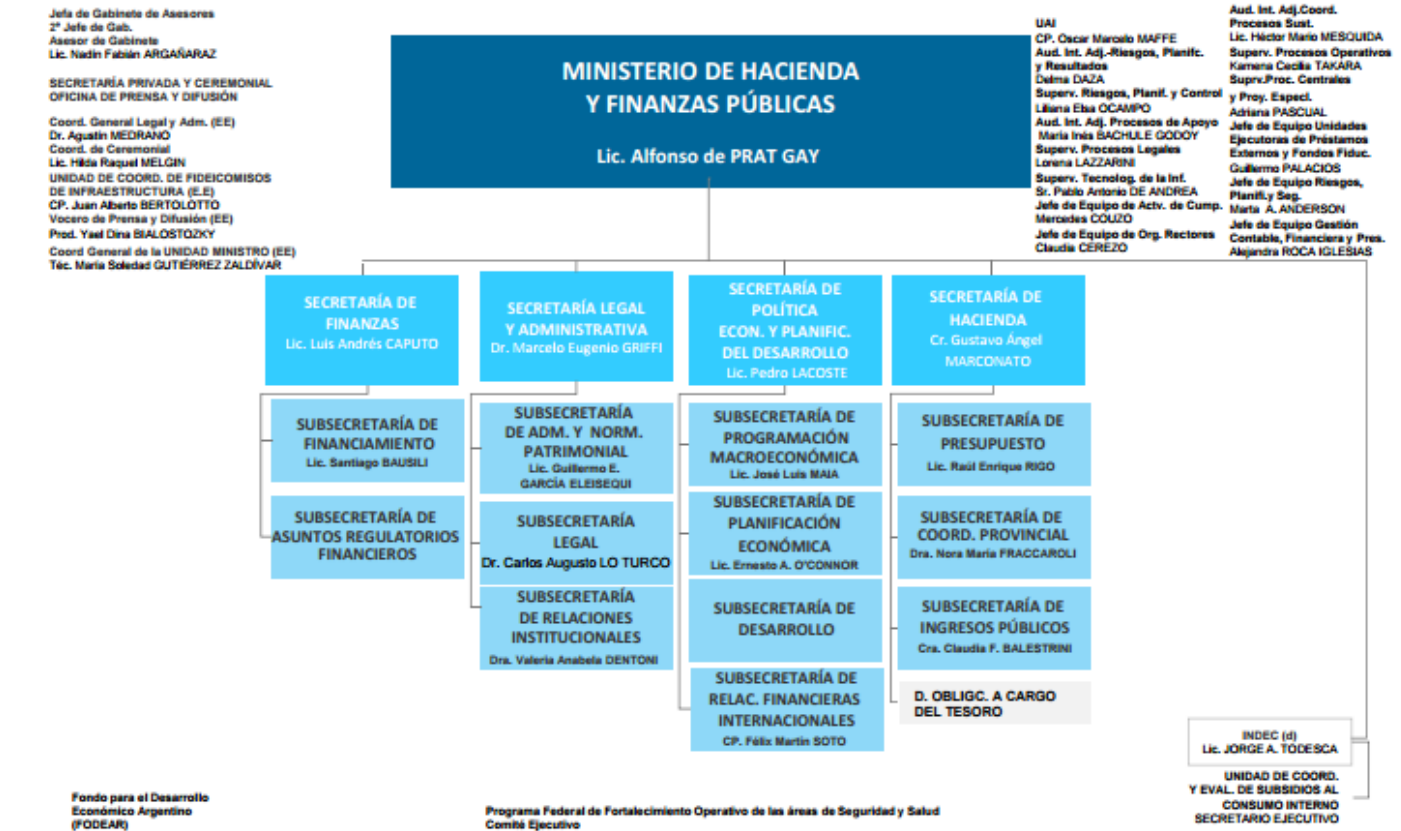 Jefa de Gabinete de Asesores
2ª Jefe de Gab.
Asesor de Gabinete
Lic. Nadin Fabián ARGAÑARAZ
SECRETARÍA PRIVADA Y CEREMONIAL
OFICINA DE PRENSA Y DIFUSIÓN
Coord. General Legal y Adm. (EE)
Dr. Agustin MEDRANO
Coord. de Ceremonial
Lic. Hilda Raquel MELGIN
UNIDAD DE COORD. DE FIDEICOMISOS
DE INFRAESTRUCTURA (E.E)
CP. Juan Alberto BERTOLOTTO
Vocero de Prensa y Difusión (EE)
Prod. Yael Dina BIALOSTOZKY
Coord General de la UNIDAD MINISTRO (EE)
Téc. María Soledad GUTIÉRREZ ZALDÍVAR
MINISTERIO DE HACIENDA
Y FINANZAS PÚBLICAS
Lic. Alfonso de PRAT GAY
UAI
CP. Oscar Marcelo MAFFE
Aud. Int. Adj.-Riesgos, Planifc.
y Resultados
Delma DAZA
Superv. Riesgos, Planif. y Control
Liliana Elsa OCAMPO
Aud. Int. Adj. Procesos de Apoyo
María Inés BACHULE GODOY
Superv. Procesos Legales
Lorena LAZZARINI
Superv. Tecnolog. de la Inf.
Sr. Pablo Antonio DE ANDREA
Jefe de Equipo de Actv. de Cump.
Mercedes COUZO
Jefe de Equipo de Org. Rectores
Claudia CEREZO
Aud. Int. Adj.Coord.
Procesos Sust.
Lic. Héctor Mario MESQUIDA
Superv. Procesos Operativos
Kamena Cecilia TAKARA
Suprv.Proc. Centrales
y Proy. Especl.
Adriana PASCUAL
Jefe de Equipo Unidades
Ejecutoras de Préstamos
Externos y Fondos Fiduc.
Guillermo PALACIOS
Jefe de Equipo Riesgos,
Planifi.y Seg.
Marta A. ANDERSON
Jefe de Equipo Gestión
Contable, Financiera y Pres.
Alejandra ROCA IGLESIAS
SECRETARÍA DE
FINANZAS
Lic. Luis Andrés CAPUTO
SUBSECRETARÍA DE
FINANCIAMIENTO
Lic. Santiago BAUSILI
SUBSECRETARÍA DE
ASUNTOS REGULATORIOS
FINANCIEROS
SECRETARÍA LEGAL
Y ADMINISTRATIVA
Dr. Marcelo Eugenio GRIFFI
SUBSECRETARÍA
DE ADM. Y NORM.
PATRIMONIAL
Lic. Guillermo E.
GARCÍA ELEISEQUI
SUBSECRETARÍA
LEGAL
Dr. Carlos Augusto LO TURCO
SUBSECRETARÍA
DE RELACIONES
INSTITUCIONALES
Dra. Valeria Anabela DENTONI
SECRETARÍA DE
POLÍTICA
ECON. Y PLANIFIC.
DEL DESARROLLO
Lic. Pedro LACOSTE
SUBSECRETARÍA DE
PROGRAMACIÓN
MACROECONÓMICA
Lic. José Luis MAIA
SUBSECRETARÍA DE
PLANIFICACIÓN
ECONÓMICA
Lic. Ernesto A. O'CONNOR
SUBSECRETARÍA DE
DESARROLLO
SUBSECRETARÍA DE
RELAC. FINANCIERAS
INTERNACIONALES
CP. Félix Martín SOTO
SECRETARÍA DE
HACIENDA
Cr. Gustavo Ángel
MARCONATO
SUBSECRETARÍA DE
PRESUPUESTO
Lic. Raúl Enrique RIGO
SUBSECRETARÍA DE
COORD. PROVINCIAL
Dra. Nora María FRACCAROLI
SUBSECRETARÍA DE
INGRESOS PÚBLICOS
Cra. Claudia F. BALESTRINI
D. OBLIGC. A CARGO
DEL TESORO
INDEC (d)
Lic. JORGE A. TODESCA
UNIDAD DE COORD.
Y EVAL. DE SUBSIDIOS AL
CONSUMO INTERNO
SECRETARIO EJECUTIVO
Fondo para el Desarrollo
Económico Argentino
(FODEAR)
Programa Federal de Fortalecimiento Operativo de las áreas de Seguridad y Salud
Comité Ejecutivo